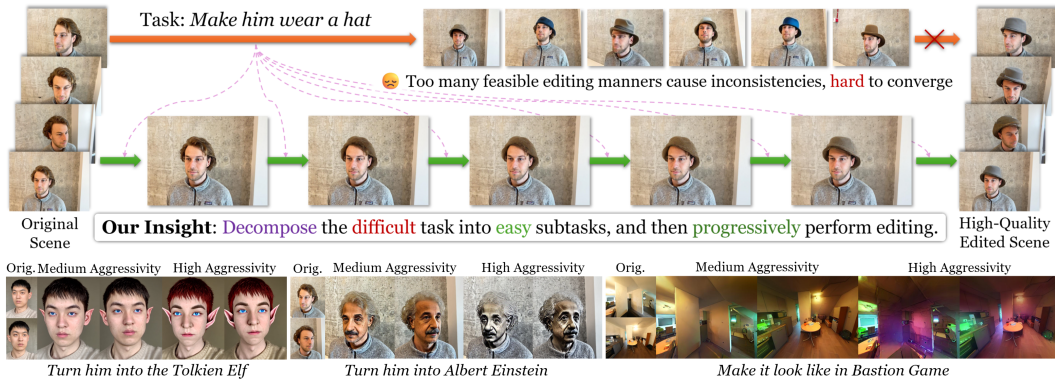 Task: Make him wear a hat
😞 Too many feasible editing manners cause inconsistencies, hard to converge
Original
Scene
Our Insight: Decompose the difficult task into easy subtasks, and then progressively perform editing.
High-Quality
Edited Scene
Orig. Medium Aggressivity High Aggressivity
Orig. Medium Aggressivity High Aggressivity
Orig. Medium Aggressivity High Aggressivity
Turn him into the Tolkien Elf
Turn him into Albert Einstein
Make it look like in Bastion Game